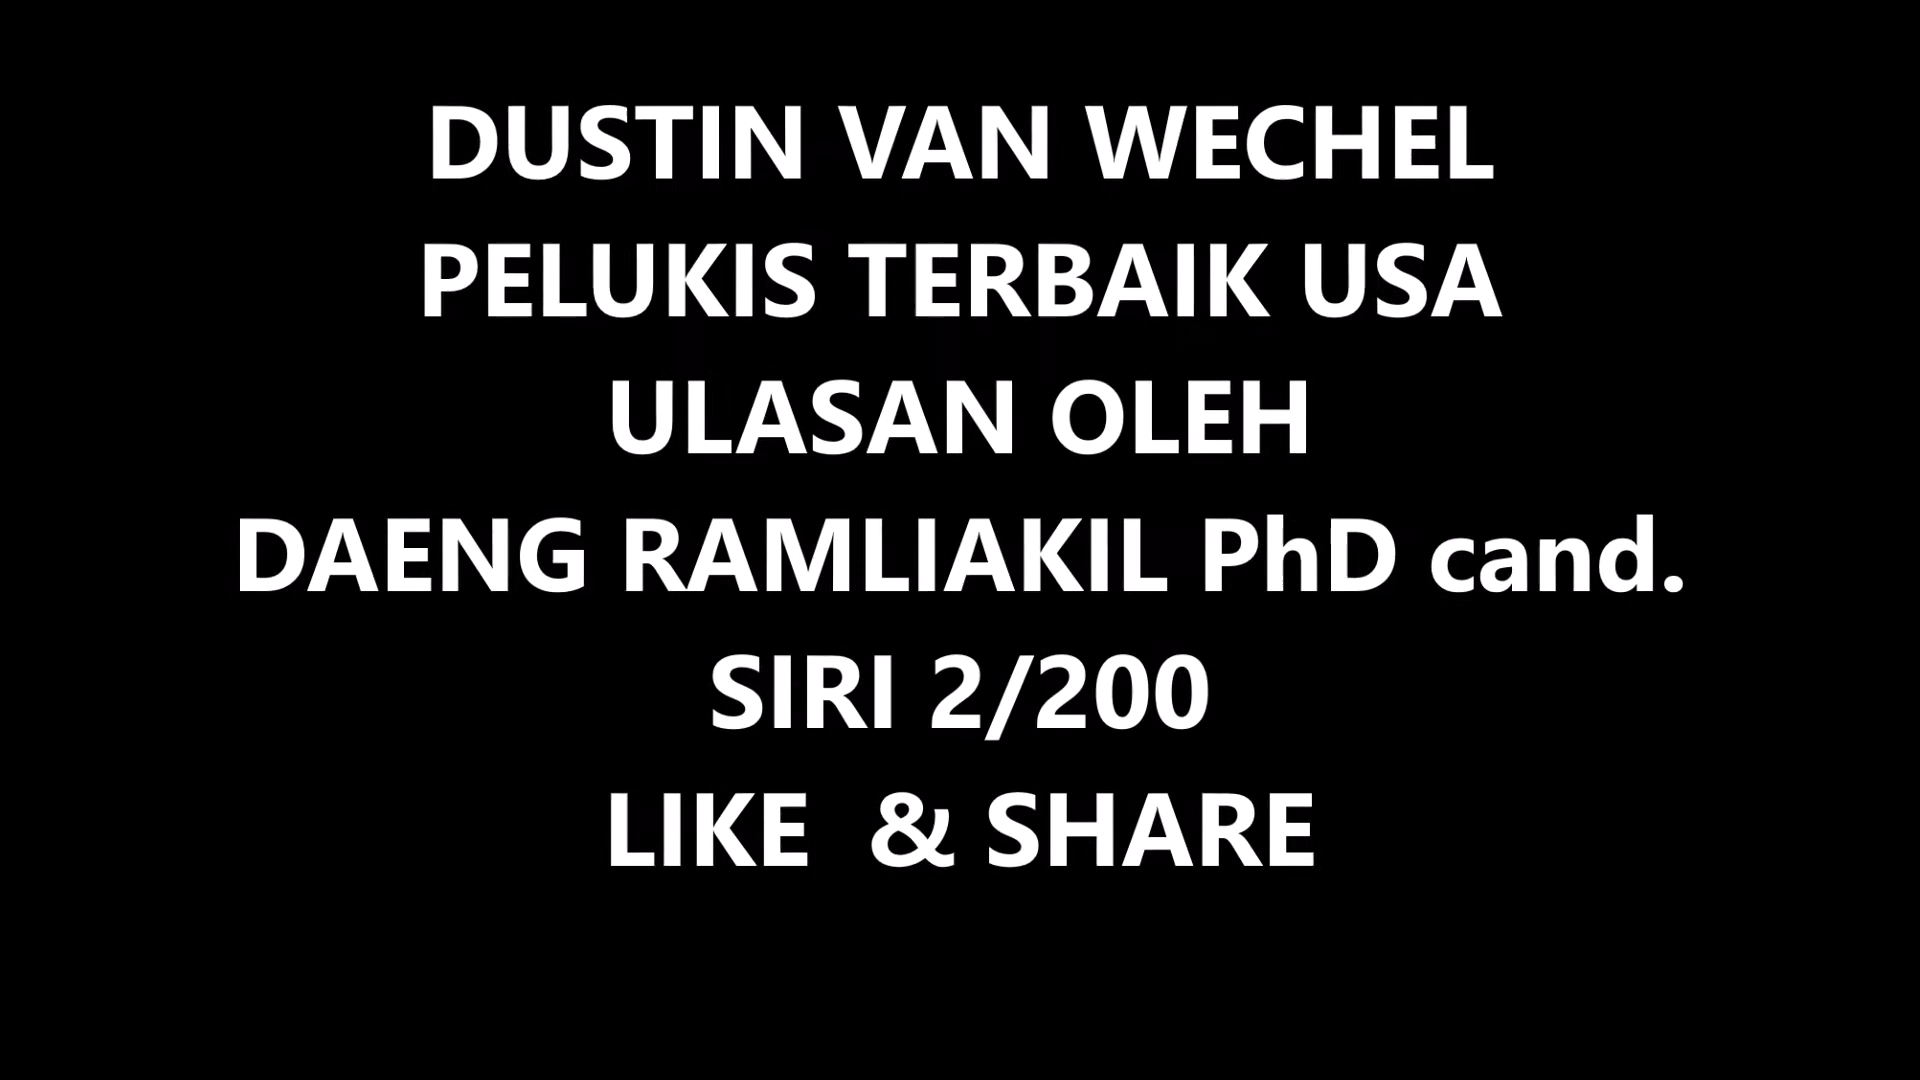 DUSTIN VAN WECHEL
PELUKIS TERBAIK USA
ULASAN OLEH
DAENG RAMLIAKIL PhD cand.
SIRI 2/200
LIKE  & SHARE